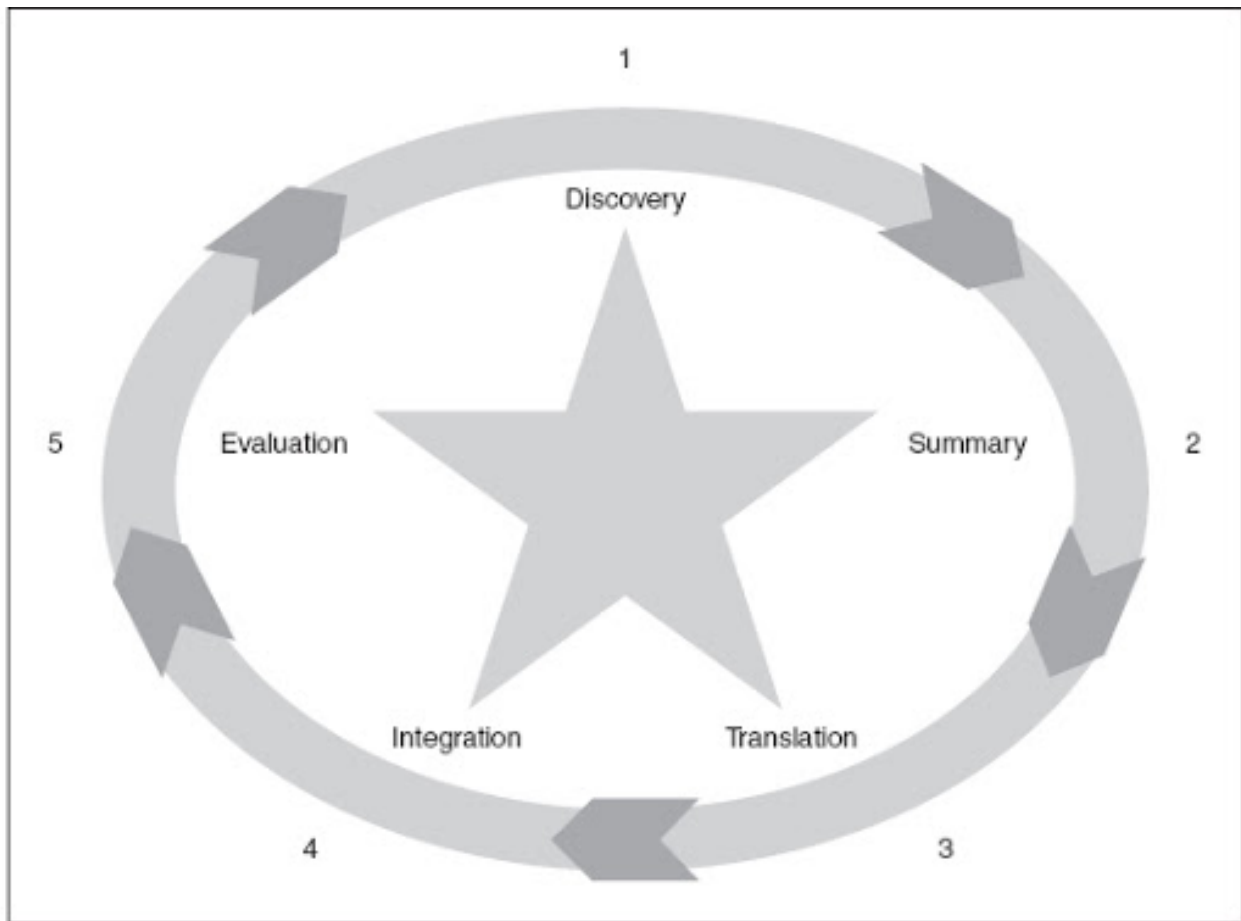 1
Discovery
5
Evaluation
Summary
2
Integration
Translation
4
3